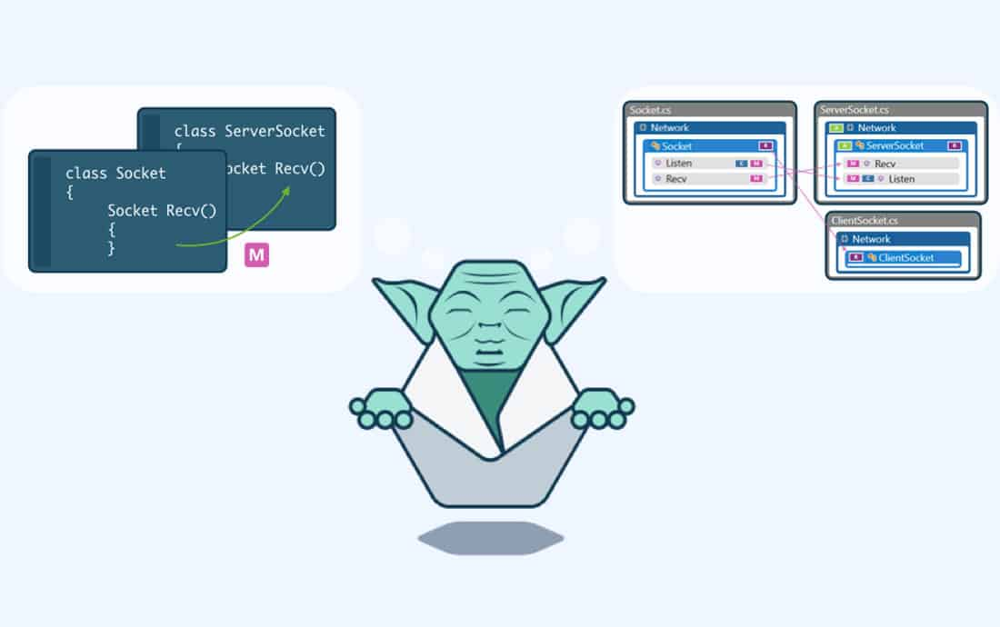 class ServerSocket
{
ocket Recv()
class Socket
{
Socket Recv()
{
}
M
Socket.cs
Network
Socket R
Listen C M
Recv M
ServerSocket.cs
A Network
A ServerSocket R
M Recv
M C Listen
ClientSocket.cs
Network
R ClientSocket